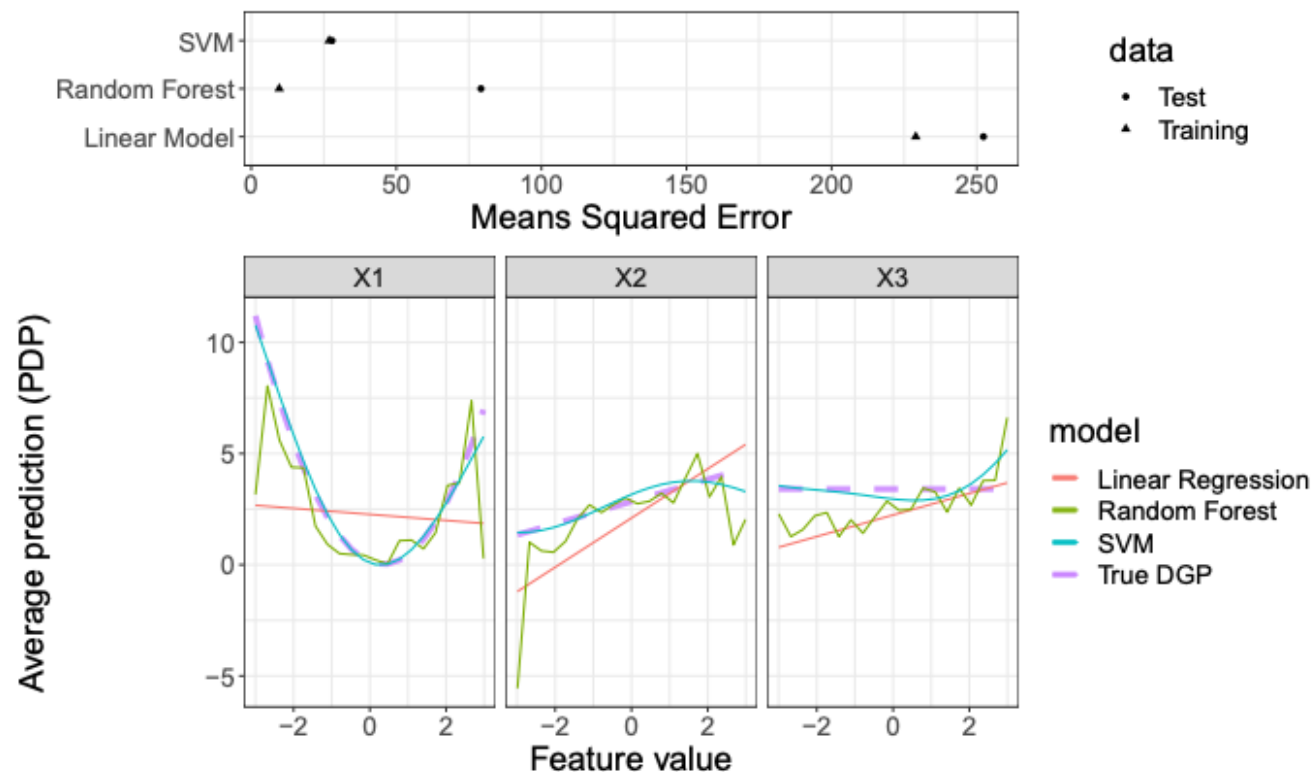 SVM
Random Forest
Linear Model
0 50 100 150 200 250
Means Squared Error
data
Test
Training
X1 X2 X3
Average prediction (PDP)
10
5
0
−5
−2 0 2 −2 0 2 −2 0 2
Feature value
model
Linear Regression
Random Forest
SVM
True DGP